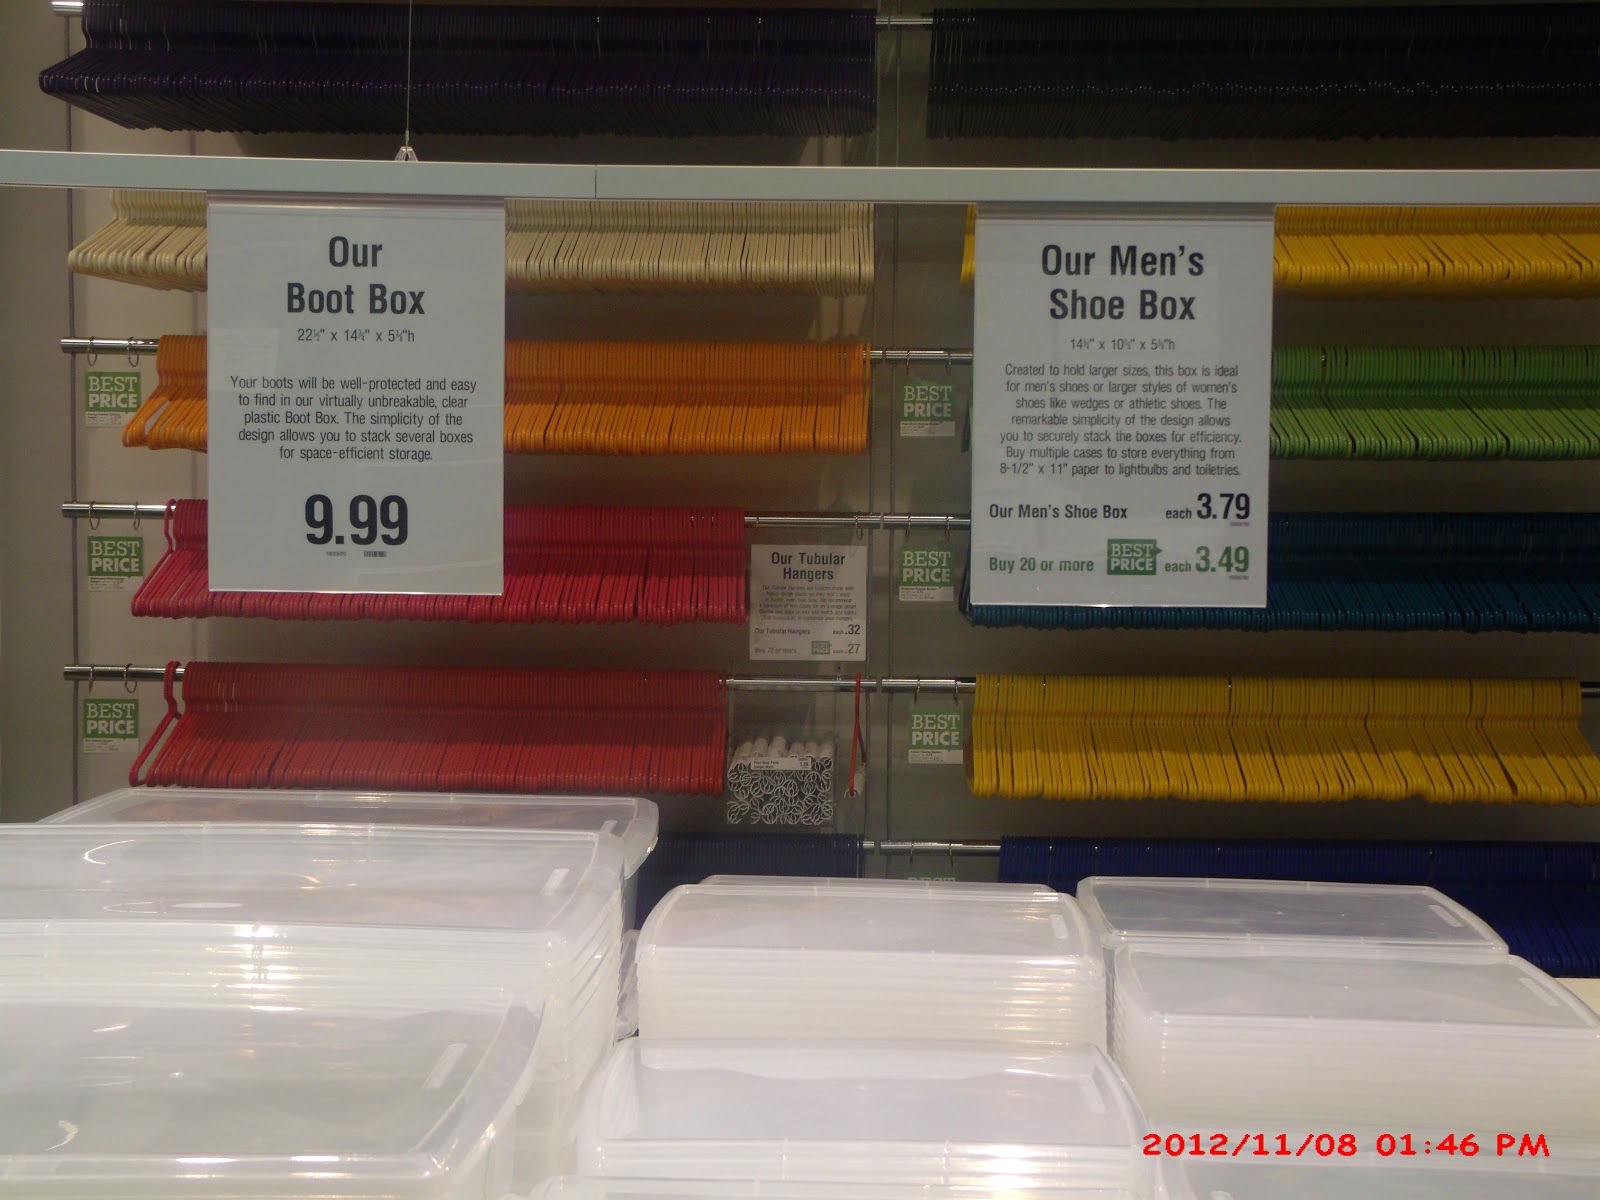 Our
Boot Box
22½" x 14¾" x 5⅜"h
Your boots will be well-protected and easy
to find in our virtually unbreakable, clear
plastic Boot Box. The simplicity of the
design allows you to stack several boxes
for space-efficient storage.
9.99
Our Men's
Shoe Box
Created to hold larger sizes, this box is ideal
for men's shoes or larger styles of women's
shoes like wedges or athletic shoes. The
remarkable simplicity of the design allows
you to securely stack the boxes for efficiency.
Buy multiple cases to store everything from
8-1/2" x 11" paper to lightbulbs and toiletries.
Our Men's Shoe Box each 3.79
Buy 20 or more BEST PRICE each 3.49
Our Tubular
Hangers
Our Tubular Hangers each .32
Buy 72 or more BEST PRICE each .27
BEST
PRICE
BEST
PRICE
BEST
PRICE
BEST
PRICE
BEST
PRICE
BEST
PRICE
BEST
2012/11/08 01:46 PM